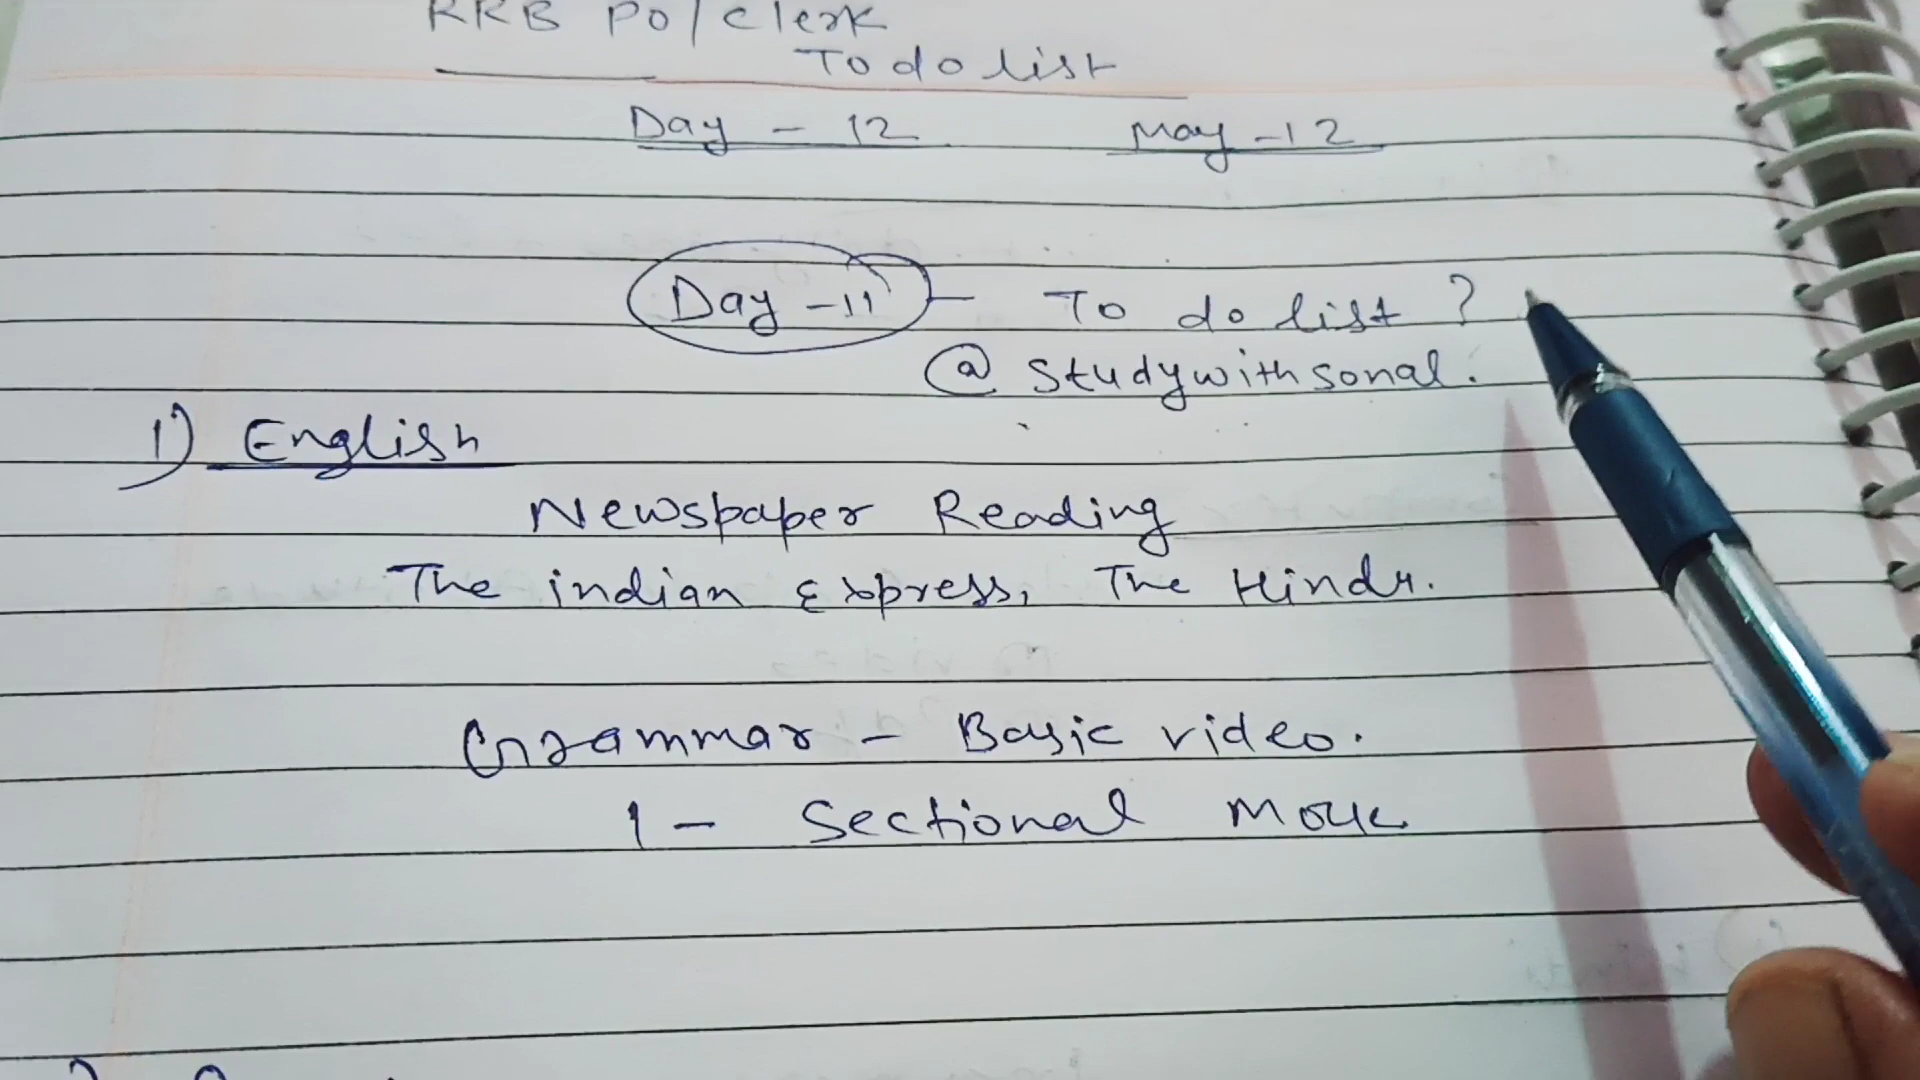 RRB PO/Clerk
To do list
Day - 12 May - 12
Day - 11 - To do list ?
@ studywithsonal.
1) English
Newspaper Reading
The indian Express, The Hindu.
Grammar - Basic video.
1 - Sectional Mock